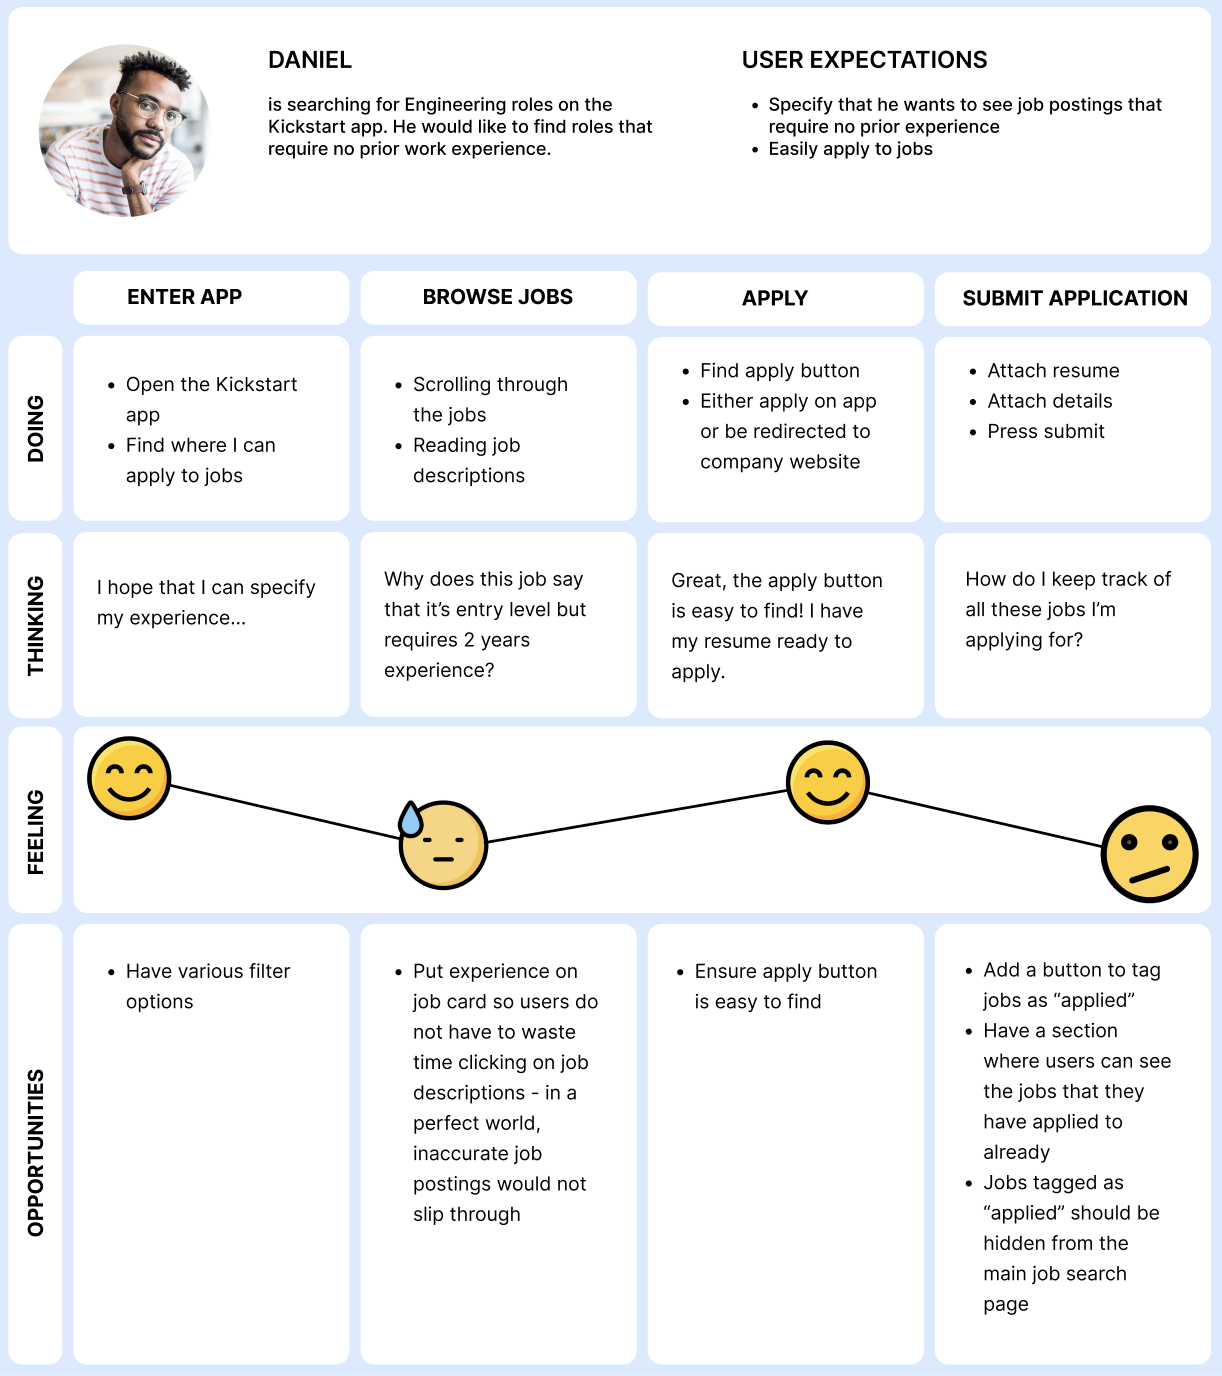 DANIEL
is searching for Engineering roles on the
Kickstart app. He would like to find roles that
require no prior work experience.
USER EXPECTATIONS
• Specify that he wants to see job postings that
require no prior experience
• Easily apply to jobs
ENTER APP
BROWSE JOBS
APPLY
SUBMIT APPLICATION
DOING
• Open the Kickstart
app
• Find where I can
apply to jobs
• Scrolling through
the jobs
• Reading job
descriptions
• Find apply button
• Either apply on app
or be redirected to
company website
• Attach resume
• Attach details
• Press submit
THINKING
I hope that I can specify
my experience...
Why does this job say
that it’s entry level but
requires 2 years
experience?
Great, the apply button
is easy to find! I have
my resume ready to
apply.
How do I keep track of
all these jobs I’m
applying for?
FEELING
OPPORTUNITIES
• Have various filter
options
• Put experience on
job card so users do
not have to waste
time clicking on job
descriptions - in a
perfect world,
inaccurate job
postings would not
slip through
• Ensure apply button
is easy to find
• Add a button to tag
jobs as “applied”
• Have a section
where users can see
the jobs that they
have applied to
already
• Jobs tagged as
“applied” should be
hidden from the
main job search
page